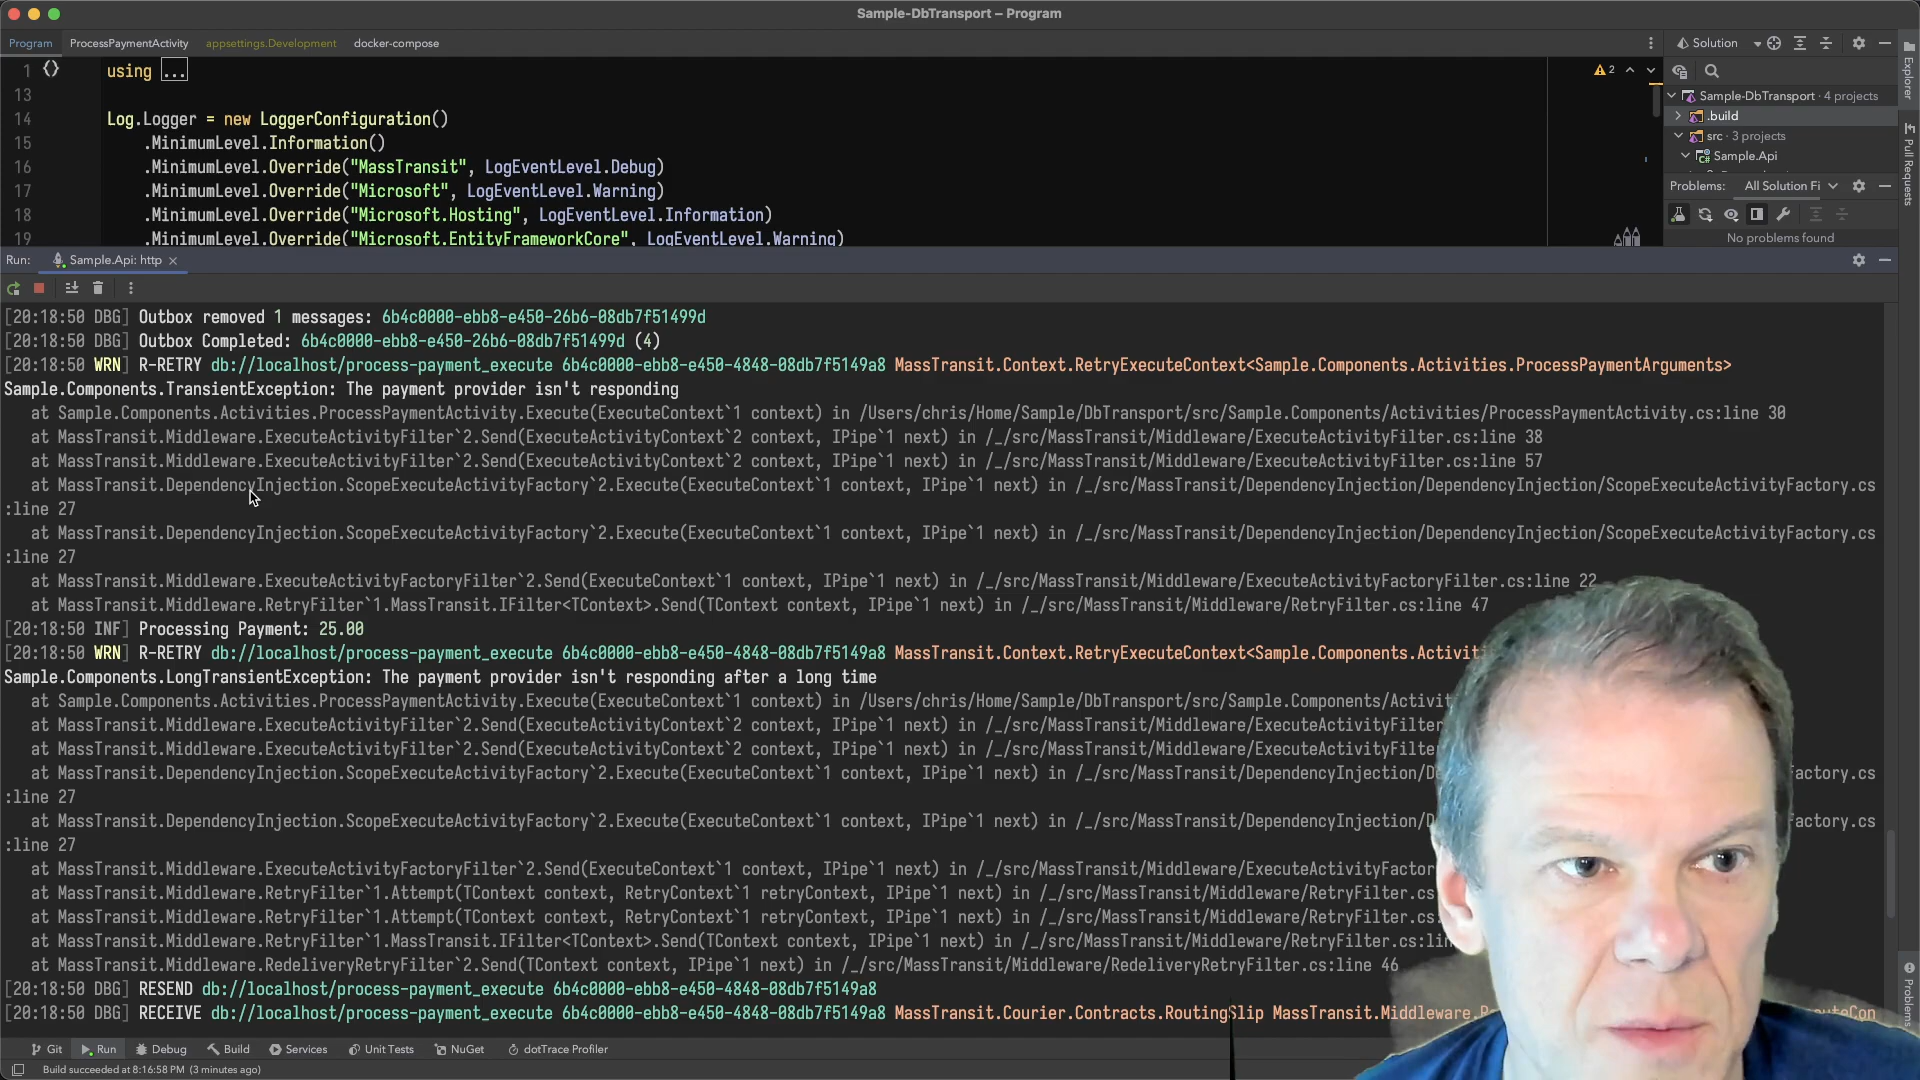 Sample-DbTransport – Program
Program ProcessPaymentActivity appsettings.Development docker-compose
Solution
1 using ...
2
13
14 Log.Logger = new LoggerConfiguration()
15 .MinimumLevel.Information()
16 .MinimumLevel.Override("MassTransit", LogEventLevel.Debug)
17 .MinimumLevel.Override("Microsoft", LogEventLevel.Warning)
18 .MinimumLevel.Override("Microsoft.Hosting", LogEventLevel.Information)
19 .MinimumLevel.Override("Microsoft.EntityFrameworkCore", LogEventLevel.Warning)
Sample-DbTransport · 4 projects
.build
src · 3 projects
Sample.Api
Problems: All Solution Fi
No problems found
Explorer
Pull Requests
Problems
Run: Sample.Api: http
[20:18:50 DBG] Outbox removed 1 messages: 6b4c0000-ebb8-e450-26b6-08db7f51499d
[20:18:50 DBG] Outbox Completed: 6b4c0000-ebb8-e450-26b6-08db7f51499d (4)
[20:18:50 WRN] R-RETRY db://localhost/process-payment_execute 6b4c0000-ebb8-e450-4848-08db7f5149a8 MassTransit.Context.RetryExecuteContext<Sample.Components.Activities.ProcessPaymentArguments>
Sample.Components.TransientException: The payment provider isn't responding
at Sample.Components.Activities.ProcessPaymentActivity.Execute(ExecuteContext`1 context) in /Users/chris/Home/Sample/DbTransport/src/Sample.Components/Activities/ProcessPaymentActivity.cs:line 30
at MassTransit.Middleware.ExecuteActivityFilter`2.Send(ExecuteActivityContext`2 context, IPipe`1 next) in /_/src/MassTransit/Middleware/ExecuteActivityFilter.cs:line 38
at MassTransit.Middleware.ExecuteActivityFilter`2.Send(ExecuteActivityContext`2 context, IPipe`1 next) in /_/src/MassTransit/Middleware/ExecuteActivityFilter.cs:line 57
at MassTransit.DependencyInjection.ScopeExecuteActivityFactory`2.Execute(ExecuteContext`1 context, IPipe`1 next) in /_/src/MassTransit/DependencyInjection/DependencyInjection/ScopeExecuteActivityFactory.cs
:line 27
at MassTransit.DependencyInjection.ScopeExecuteActivityFactory`2.Execute(ExecuteContext`1 context, IPipe`1 next) in /_/src/MassTransit/DependencyInjection/DependencyInjection/ScopeExecuteActivityFactory.cs
:line 27
at MassTransit.Middleware.ExecuteActivityFactoryFilter`2.Send(ExecuteContext`1 context, IPipe`1 next) in /_/src/MassTransit/Middleware/ExecuteActivityFactoryFilter.cs:line 22
at MassTransit.Middleware.RetryFilter`1.MassTransit.IFilter<TContext>.Send(TContext context, IPipe`1 next) in /_/src/MassTransit/Middleware/RetryFilter.cs:line 47
[20:18:50 INF] Processing Payment: 25.00
[20:18:50 WRN] R-RETRY db://localhost/process-payment_execute 6b4c0000-ebb8-e450-4848-08db7f5149a8 MassTransit.Context.RetryExecuteContext<Sample.Components.Activiti
Sample.Components.LongTransientException: The payment provider isn't responding after a long time
at Sample.Components.Activities.ProcessPaymentActivity.Execute(ExecuteContext`1 context) in /Users/chris/Home/Sample/DbTransport/src/Sample.Components/Activi
at MassTransit.Middleware.ExecuteActivityFilter`2.Send(ExecuteActivityContext`2 context, IPipe`1 next) in /_/src/MassTransit/Middleware/ExecuteActivityFilter
at MassTransit.Middleware.ExecuteActivityFilter`2.Send(ExecuteActivityContext`2 context, IPipe`1 next) in /_/src/MassTransit/Middleware/ExecuteActivityFilter
at MassTransit.DependencyInjection.ScopeExecuteActivityFactory`2.Execute(ExecuteContext`1 context, IPipe`1 next) in /_/src/MassTransit/DependencyInjection/D actory.cs
:line 27
at MassTransit.DependencyInjection.ScopeExecuteActivityFactory`2.Execute(ExecuteContext`1 context, IPipe`1 next) in /_/src/MassTransit/DependencyInjection/D actory.cs
:line 27
at MassTransit.Middleware.ExecuteActivityFactoryFilter`2.Send(ExecuteContext`1 context, IPipe`1 next) in /_/src/MassTransit/Middleware/ExecuteActivityFactor
at MassTransit.Middleware.RetryFilter`1.Attempt(TContext context, RetryContext`1 retryContext, IPipe`1 next) in /_/src/MassTransit/Middleware/RetryFilter.cs
at MassTransit.Middleware.RetryFilter`1.Attempt(TContext context, RetryContext`1 retryContext, IPipe`1 next) in /_/src/MassTransit/Middleware/RetryFilter.cs
at MassTransit.Middleware.RetryFilter`1.MassTransit.IFilter<TContext>.Send(TContext context, IPipe`1 next) in /_/src/MassTransit/Middleware/RetryFilter.cs:lin
at MassTransit.Middleware.RedeliveryRetryFilter`2.Send(TContext context, IPipe`1 next) in /_/src/MassTransit/Middleware/RedeliveryRetryFilter.cs:line 46
[20:18:50 DBG] RESEND db://localhost/process-payment_execute 6b4c0000-ebb8-e450-4848-08db7f5149a8
[20:18:50 DBG] RECEIVE db://localhost/process-payment_execute 6b4c0000-ebb8-e450-4848-08db7f5149a8 MassTransit.Courier.Contracts.RoutingSlip MassTransit.Middleware. uteCon
Git Run Debug Build Services Unit Tests NuGet dotTrace Profiler
Build succeeded at 8:16:58 PM (3 minutes ago)